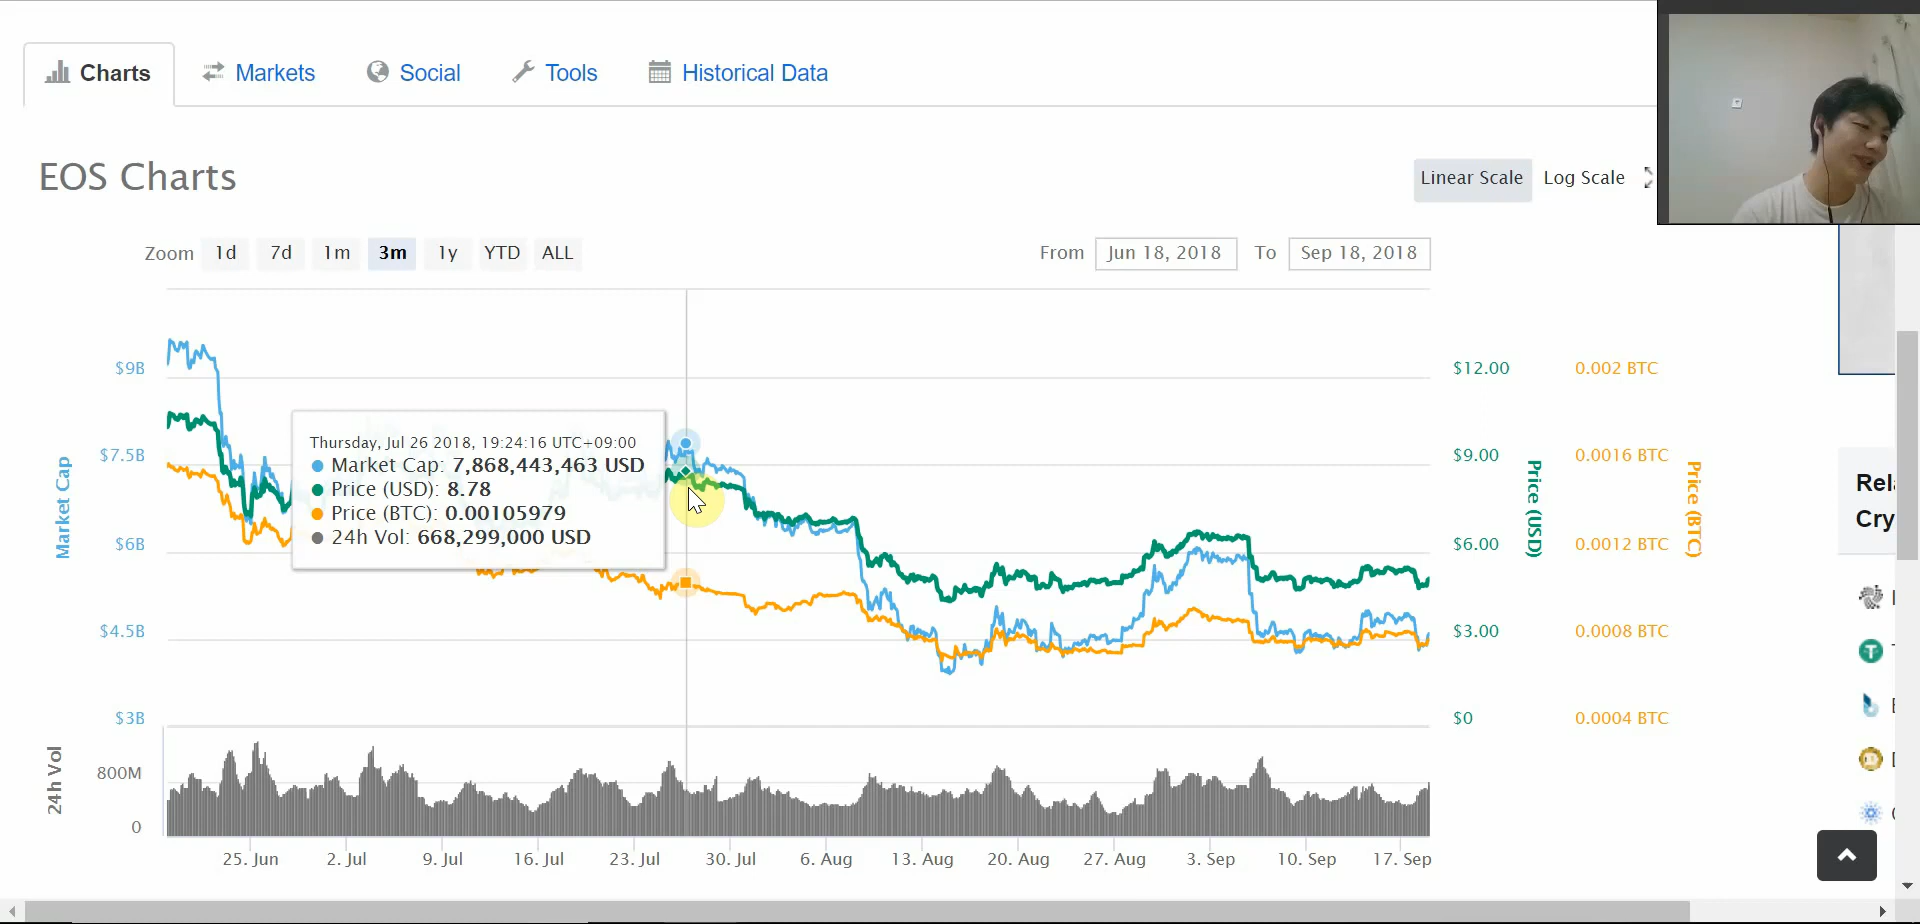 Charts
Markets
Social
Tools
Historical Data
EOS Charts
Linear Scale
Log Scale
Zoom
1d
7d
1m
3m
1y
YTD
ALL
From
Jun 18, 2018
To
Sep 18, 2018
Market Cap
$9B
$7.5B
$6B
$4.5B
$3B
Thursday, Jul 26 2018, 19:24:16 UTC+09:00
Market Cap: 7,868,443,463 USD
Price (USD): 8.78
Price (BTC): 0.00105979
24h Vol: 668,299,000 USD
$12.00
$9.00
$6.00
$3.00
$0
Price (USD)
0.002 BTC
0.0016 BTC
0.0012 BTC
0.0008 BTC
0.0004 BTC
Price (BTC)
24h Vol
800M
0
25. Jun
2. Jul
9. Jul
16. Jul
23. Jul
30. Jul
6. Aug
13. Aug
20. Aug
27. Aug
3. Sep
10. Sep
17. Sep
Rel
Cry